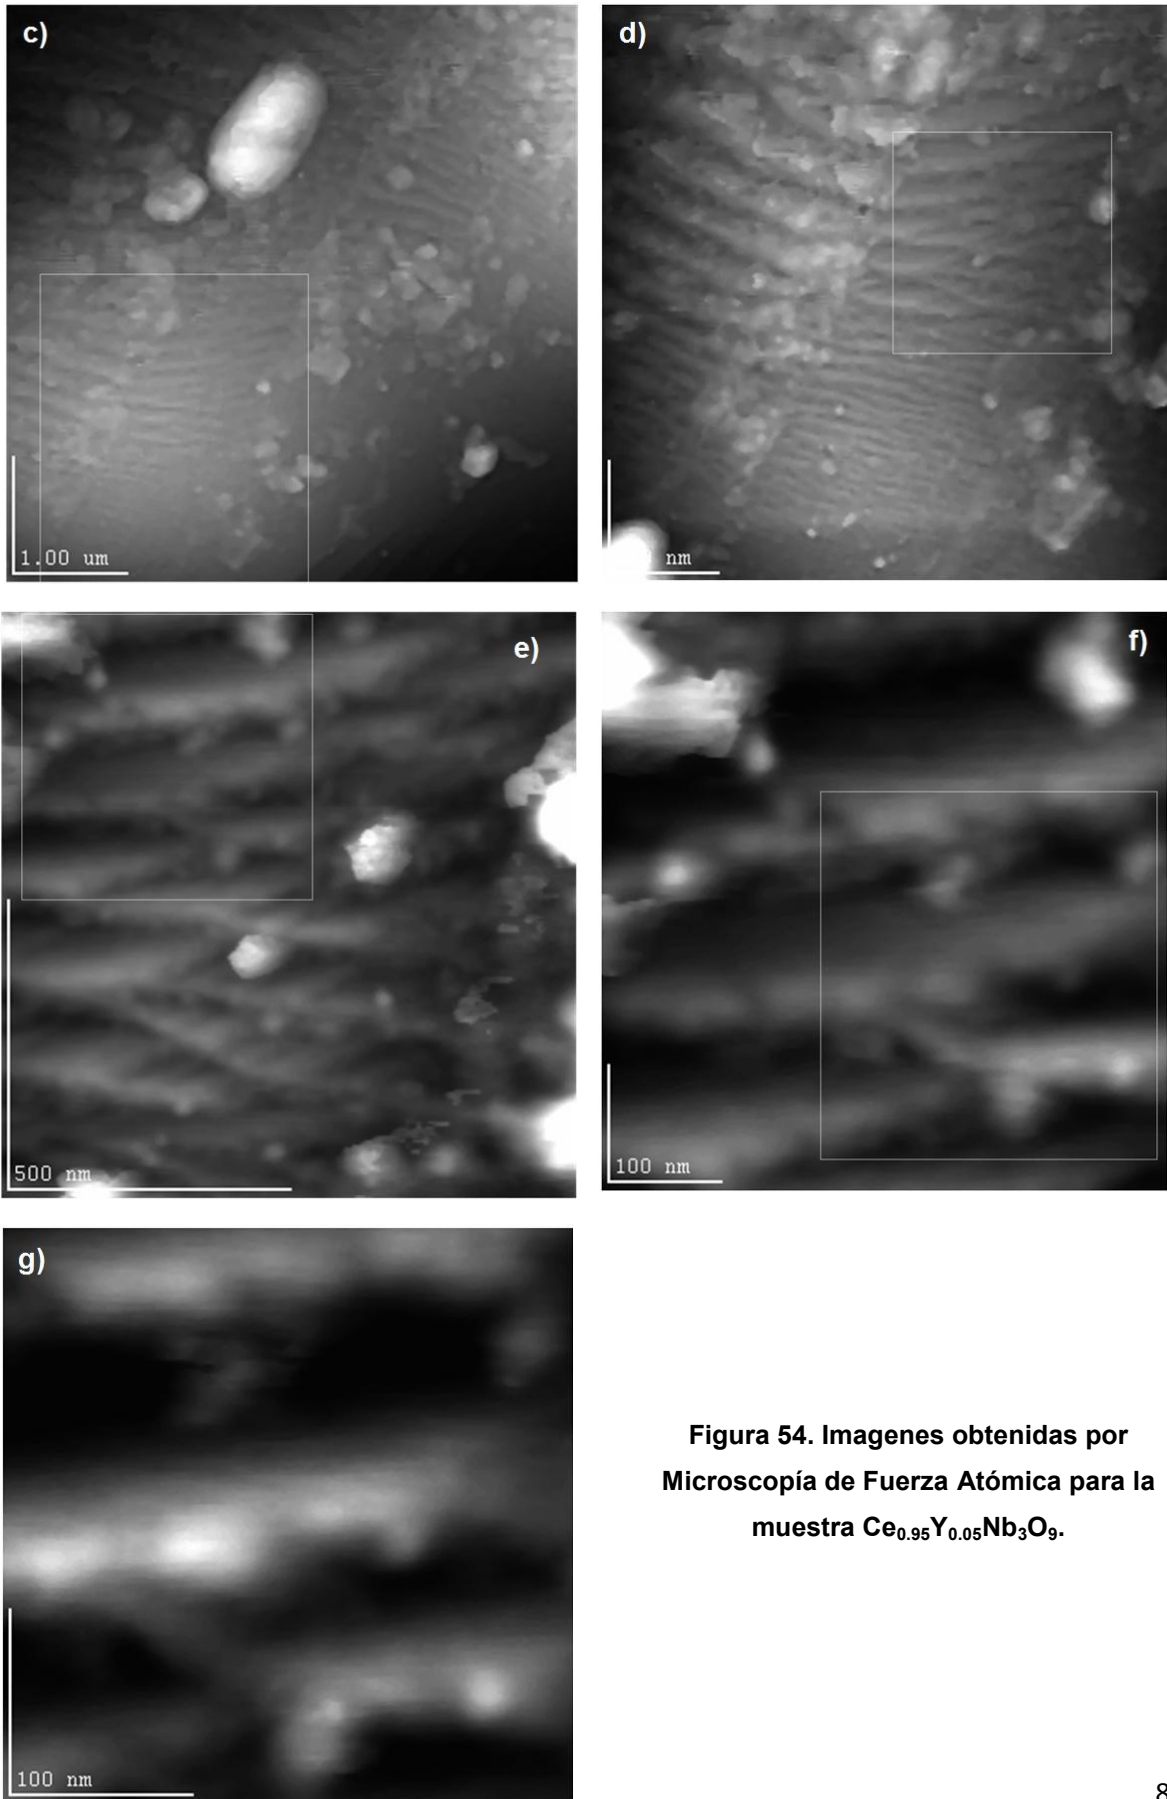 c)
d)
1.00 um
nm
e)
f)
500 nm
100 nm
g)
Figura 54. Imagenes obtenidas por
Microscopía de Fuerza Atómica para la
muestra Ce₀.₉₅Y₀.₀₅Nb₃O₉.
100 nm
8